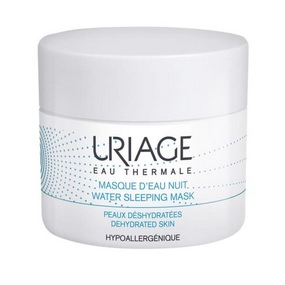 URIAGE
EAU THERMALE
MASQUE D'EAU NUIT
WATER SLEEPING MASK
PEAUX DÉSHYDRATÉES
DEHYDRATED SKIN
HYPOALLERGÉNIQUE